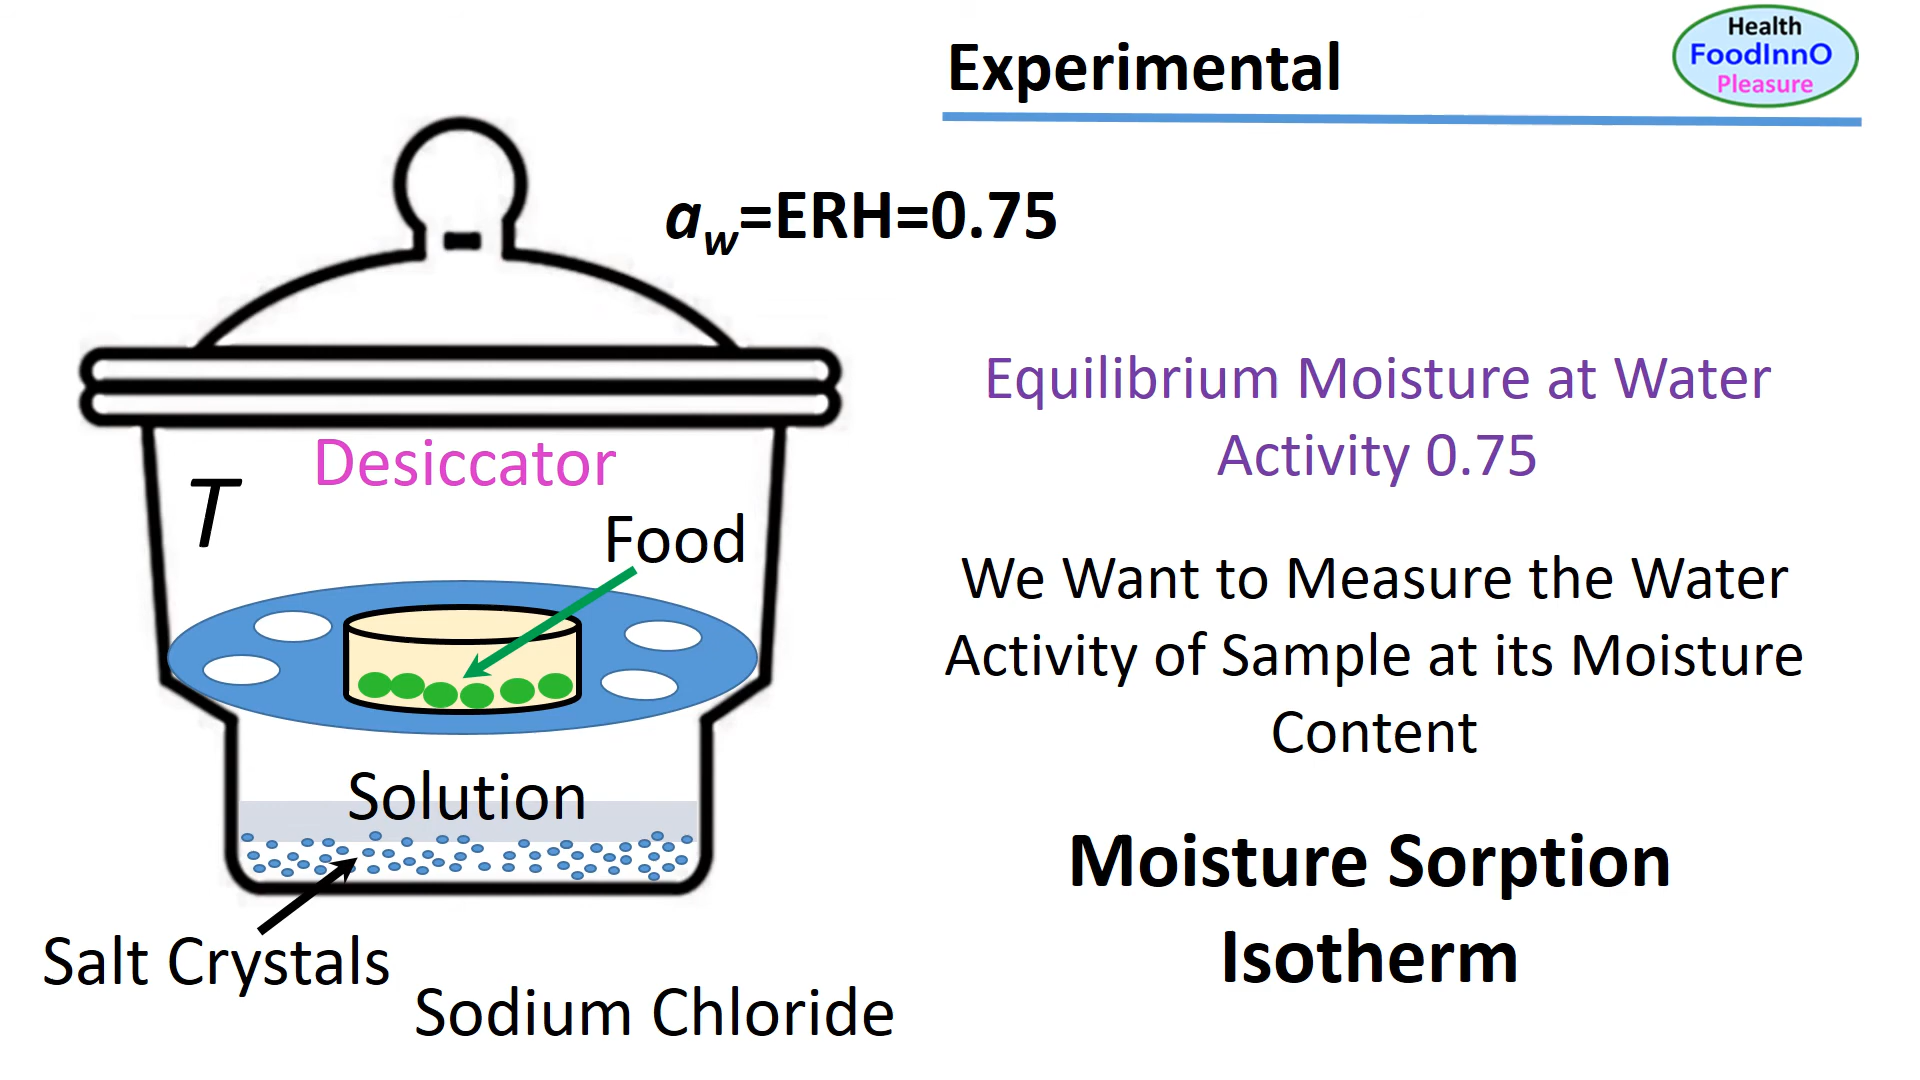 Experimental
Health
FoodInnO
Pleasure
aw=ERH=0.75
Equilibrium Moisture at Water
Activity 0.75
Desiccator
T
Food
We Want to Measure the Water
Activity of Sample at its Moisture
Content
Solution
Moisture Sorption
Isotherm
Salt Crystals
Sodium Chloride